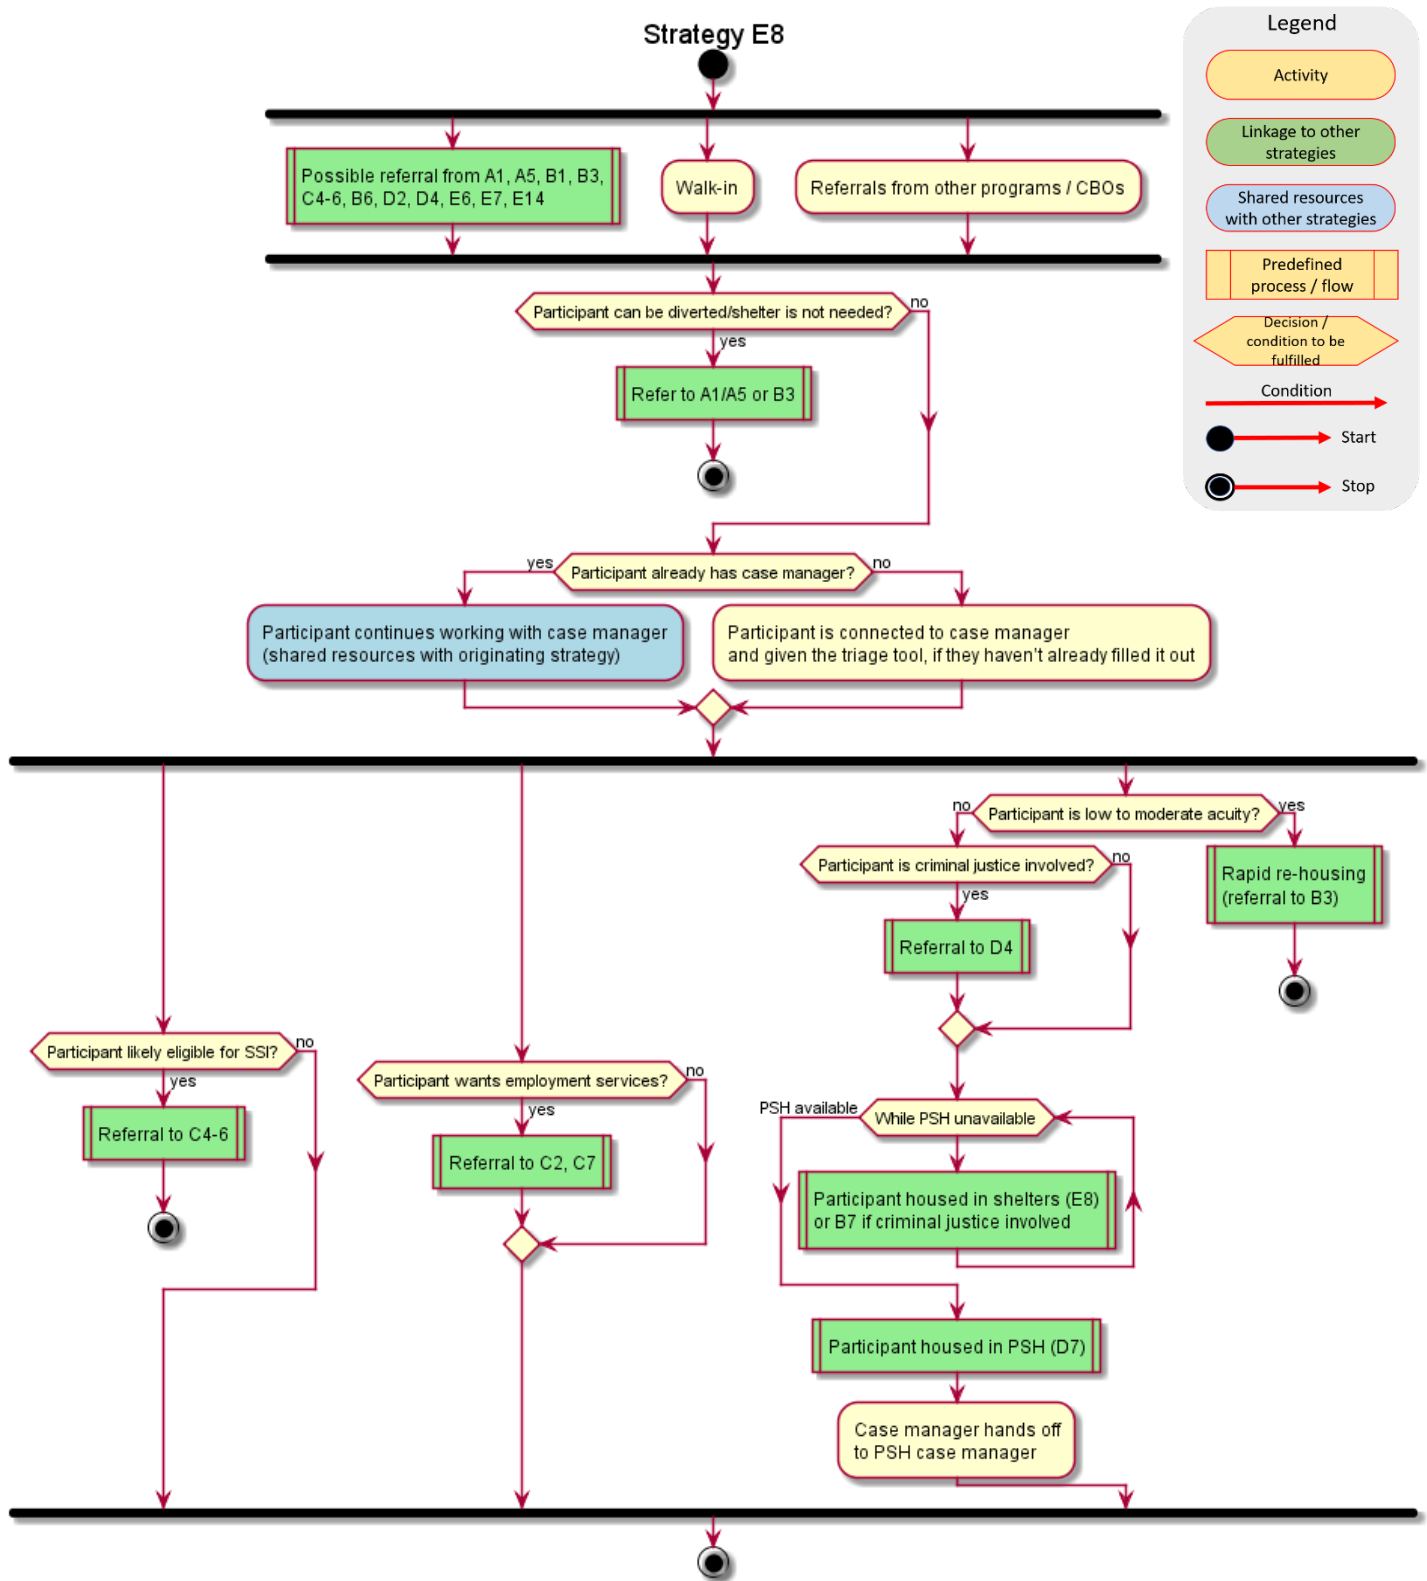 Strategy E8
Legend
Activity
Linkage to other
strategies
Shared resources
with other strategies
Predefined
process / flow
Decision /
condition to be
fulfilled
Condition
Start
Stop
Possible referral from A1, A5, B1, B3,
C4-6, B6, D2, D4, E6, E7, E14
Walk-in
Referrals from other programs / CBOs
Participant can be diverted/shelter is not needed?
no
yes
Refer to A1/A5 or B3
yes
Participant already has case manager?
no
Participant continues working with case manager
(shared resources with originating strategy)
Participant is connected to case manager
and given the triage tool, if they haven't already filled it out
no
Participant is low to moderate acuity?
yes
Participant is criminal justice involved?
no
yes
Rapid re-housing
(referral to B3)
Referral to D4
Participant likely eligible for SSI?
no
yes
Referral to C4-6
Participant wants employment services?
no
yes
Referral to C2, C7
PSH available
While PSH unavailable
Participant housed in shelters (E8)
or B7 if criminal justice involved
Participant housed in PSH (D7)
Case manager hands off
to PSH case manager